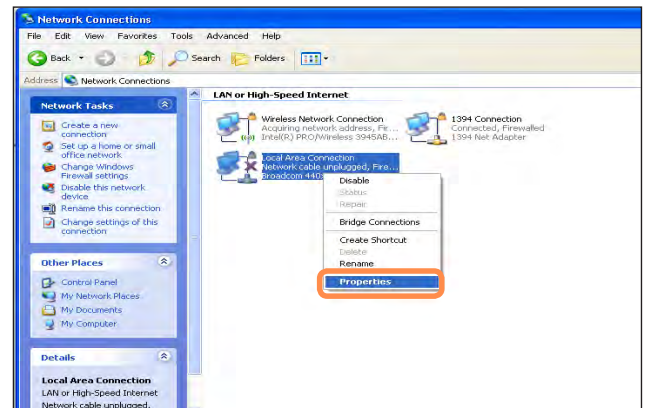 Network Connections
File Edit View Favorites Tools Advanced Help
Back Search Folders
Address Network Connections
Network Tasks
Create a new
connection
Set up a home or small
office network
Change Windows
Firewall settings
Disable this network
device
Rename this connection
Change settings of this
connection
Other Places
Control Panel
My Network Places
My Documents
My Computer
Details
Local Area Connection
LAN or High-Speed Internet
Network cable unplugged,
LAN or High-Speed Internet
Wireless Network Connection
Acquiring network address, Fir...
Intel(R) PRO/Wireless 3945AB...
1394 Connection
Connected, Firewalled
1394 Net Adapter
Local Area Connection
Network cable unplugged, Fire...
Broadcom 440
Disable
Status
Repair
Bridge Connections
Create Shortcut
Delete
Rename
Properties